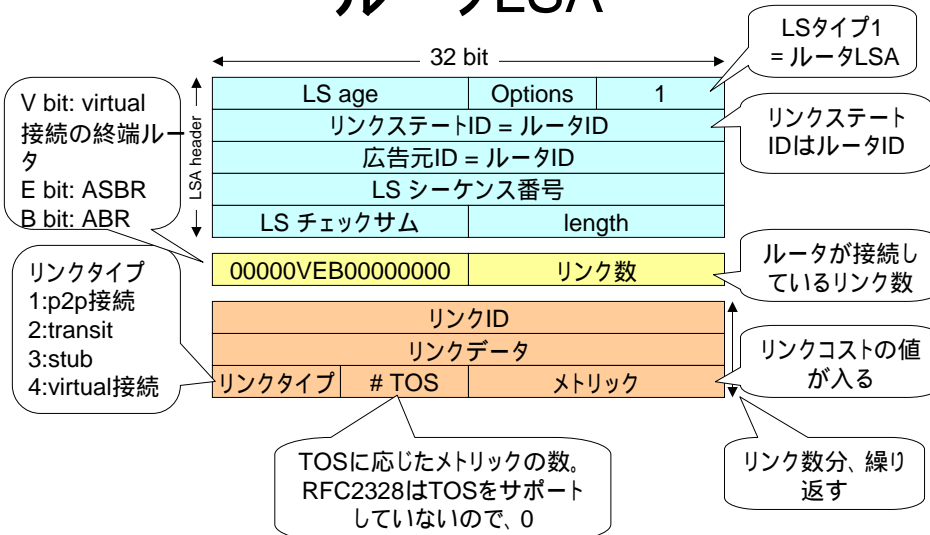 ルータLSA
32 bit
LSタイプ1
= ルータLSA
LS age Options 1
リンクステートID = ルータID
広告元ID = ルータID
LS シーケンス番号
LS チェックサム length
LSA header
V bit: virtual
接続の終端ルー
タ
E bit: ASBR
B bit: ABR
リンクステート
IDはルータID
00000VEB00000000 リンク数
ルータが接続し
ているリンク数
リンクタイプ
1:p2p接続
2:transit
3:stub
4:virtual接続
リンクID
リンクデータ
リンクタイプ # TOS メトリック
リンクコストの値
が入る
TOSに応じたメトリックの数。
RFC2328はTOSをサポート
していないので、0
リンク数分、繰り
返す